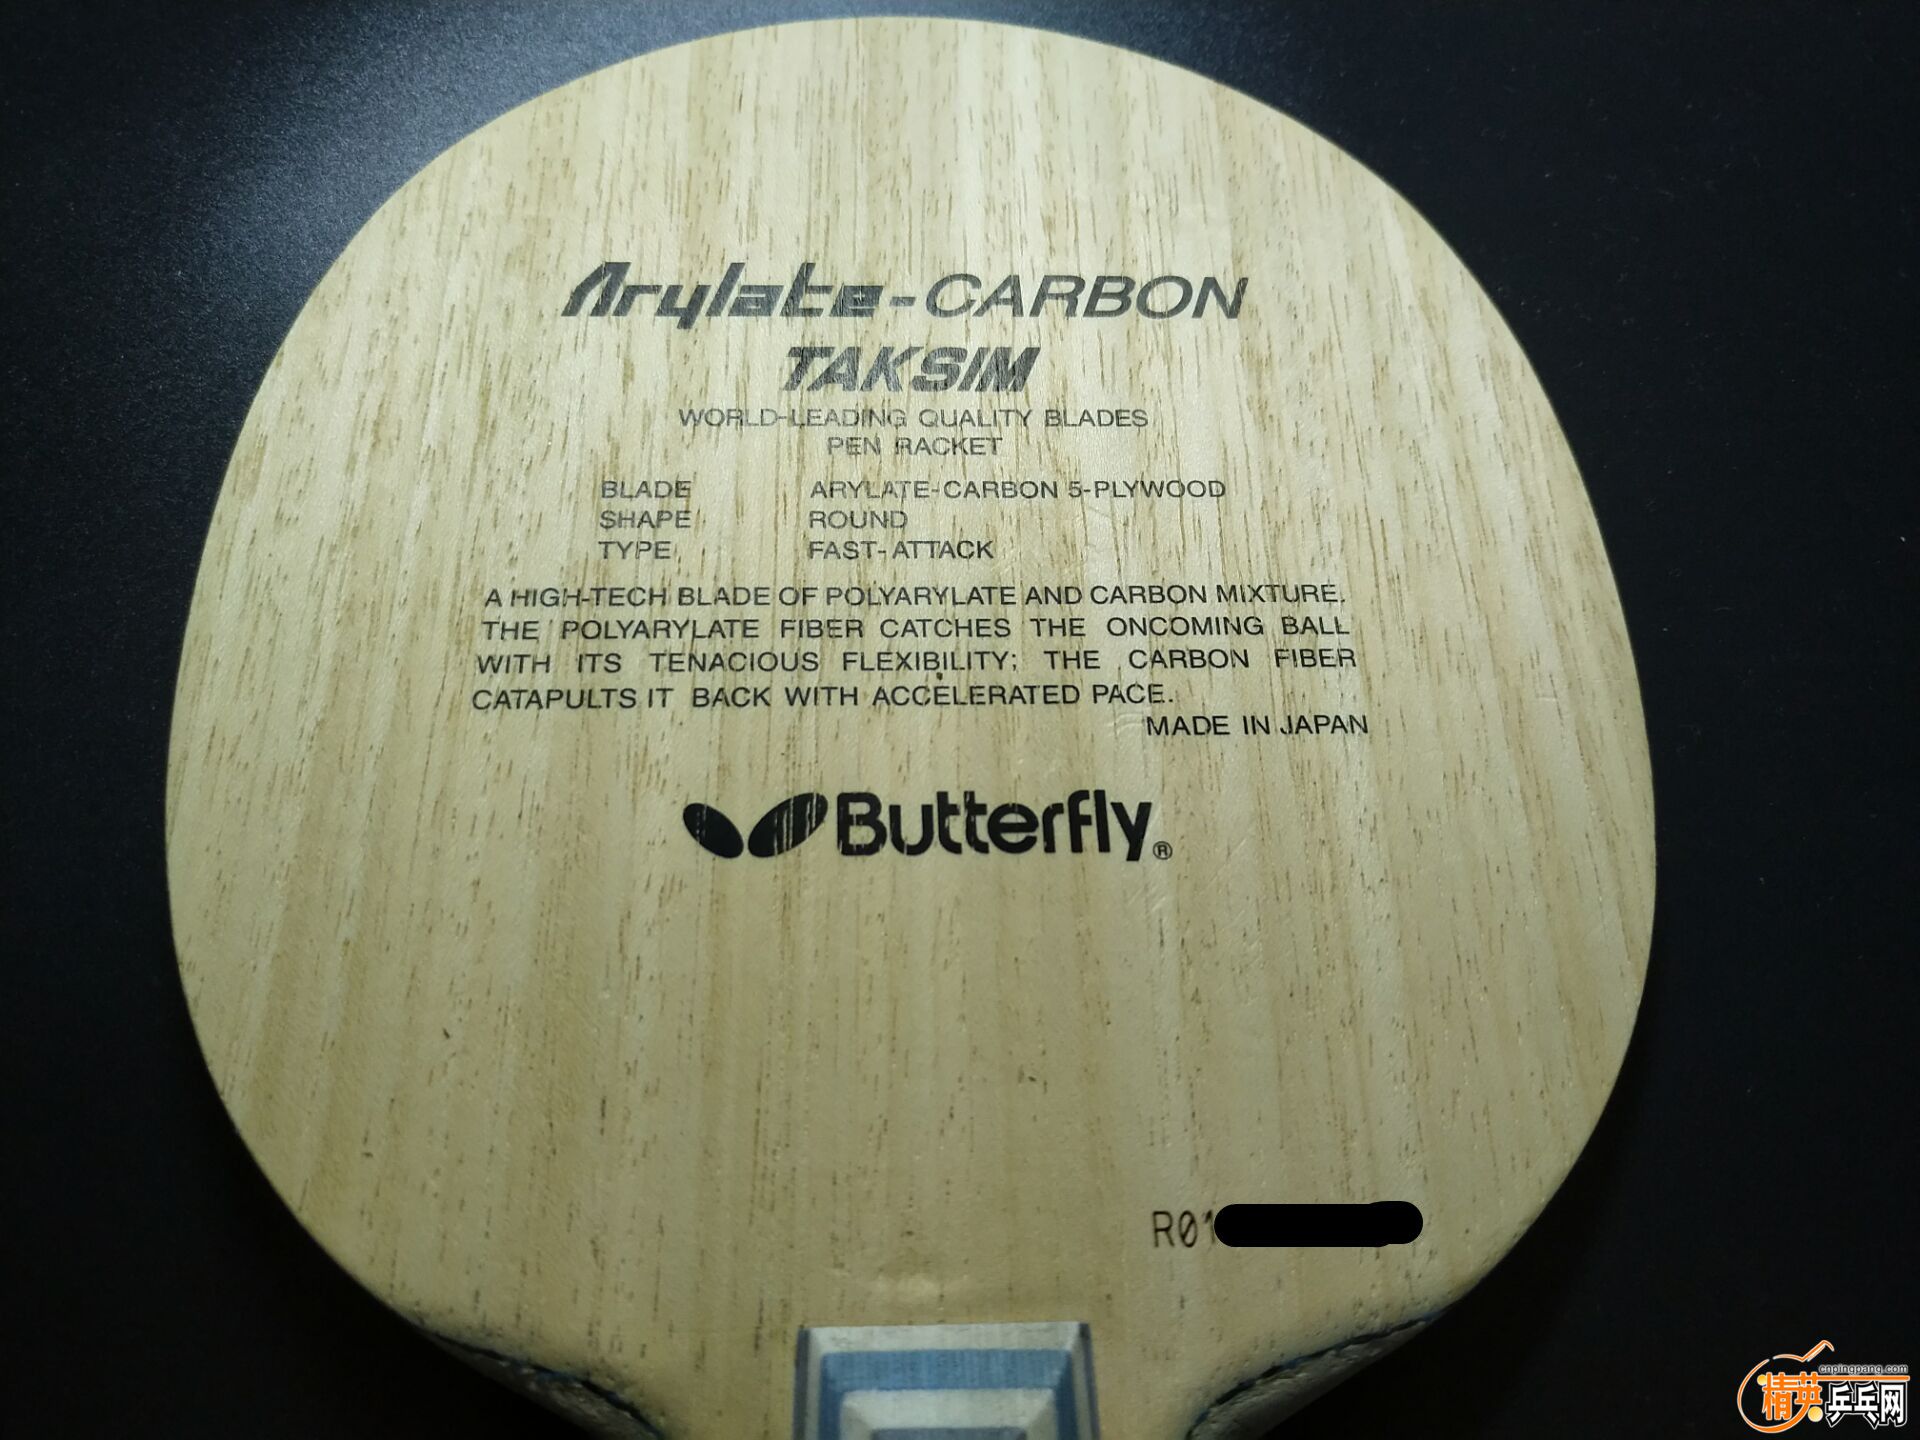 Arylate-CARBON
TAKSIM
WORLD-LEADING QUALITY BLADES
PEN RACKET
BLADE ARYLATE-CARBON 5-PLYWOOD
SHAPE ROUND
TYPE FAST-ATTACK
A HIGH-TECH BLADE OF POLYARYLATE AND CARBON MIXTURE.
THE POLYARYLATE FIBER CATCHES THE ONCOMING BALL
WITH ITS TENACIOUS FLEXIBILITY; THE CARBON FIBER
CATAPULTS IT BACK WITH ACCELERATED PACE.
MADE IN JAPAN
Butterfly®
R01
cnpingpang.com
精英乒乓网